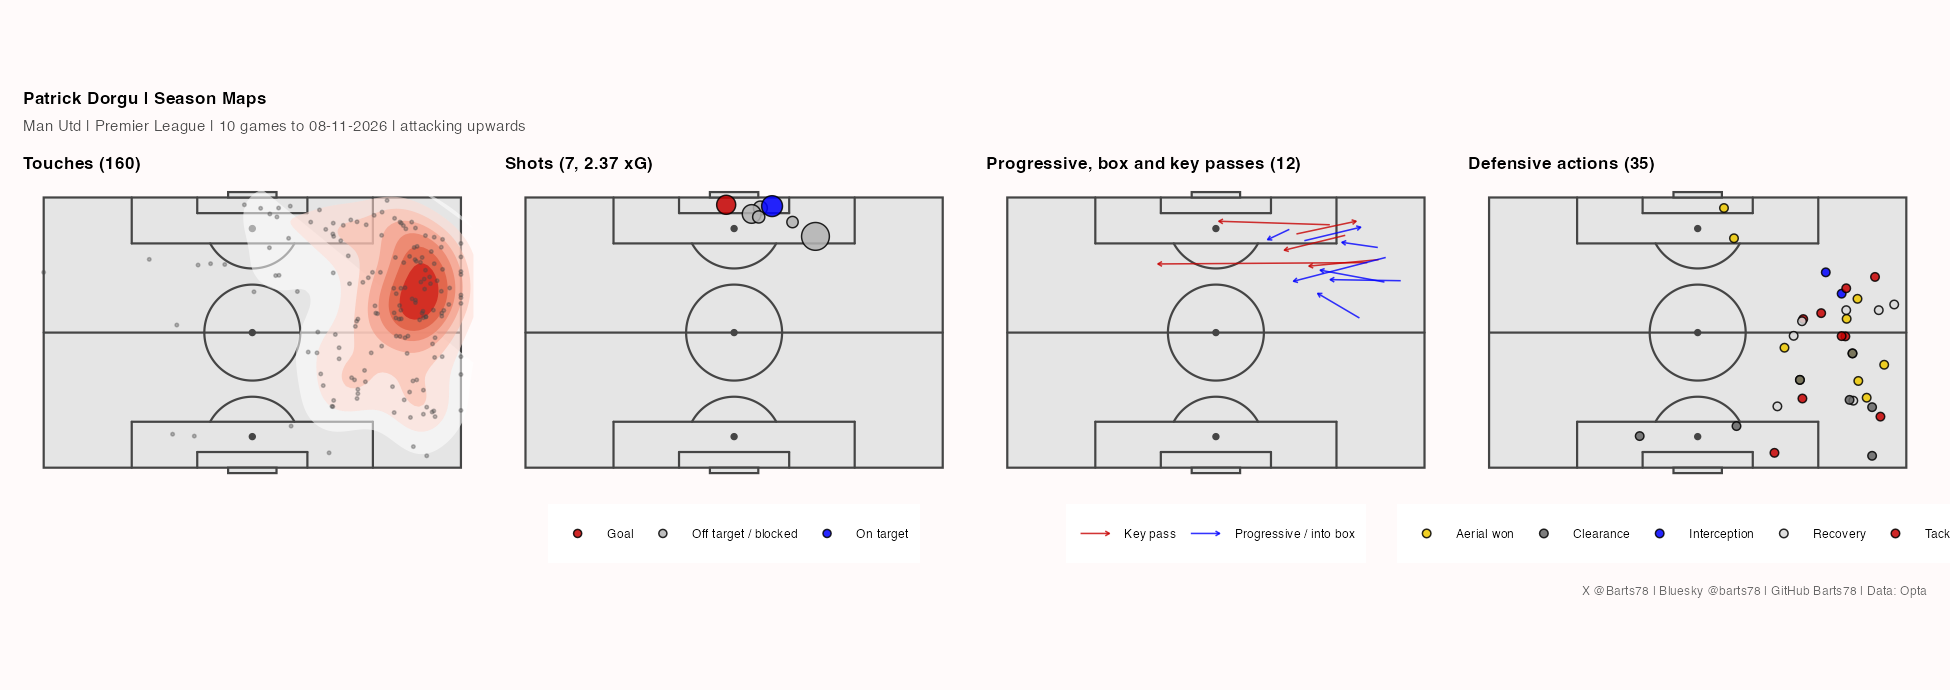 Patrick Dorgu | Season Maps
Man Utd | Premier League | 10 games to 08-11-2026 | attacking upwards
Touches (160)
Shots (7, 2.37 xG)
Progressive, box and key passes (12)
Defensive actions (35)
Goal
Off target / blocked
On target
Key pass
Progressive / into box
Aerial won
Clearance
Interception
Recovery
Tack
X @Barts78 | Bluesky @barts78 | GitHub Barts78 | Data: Opta